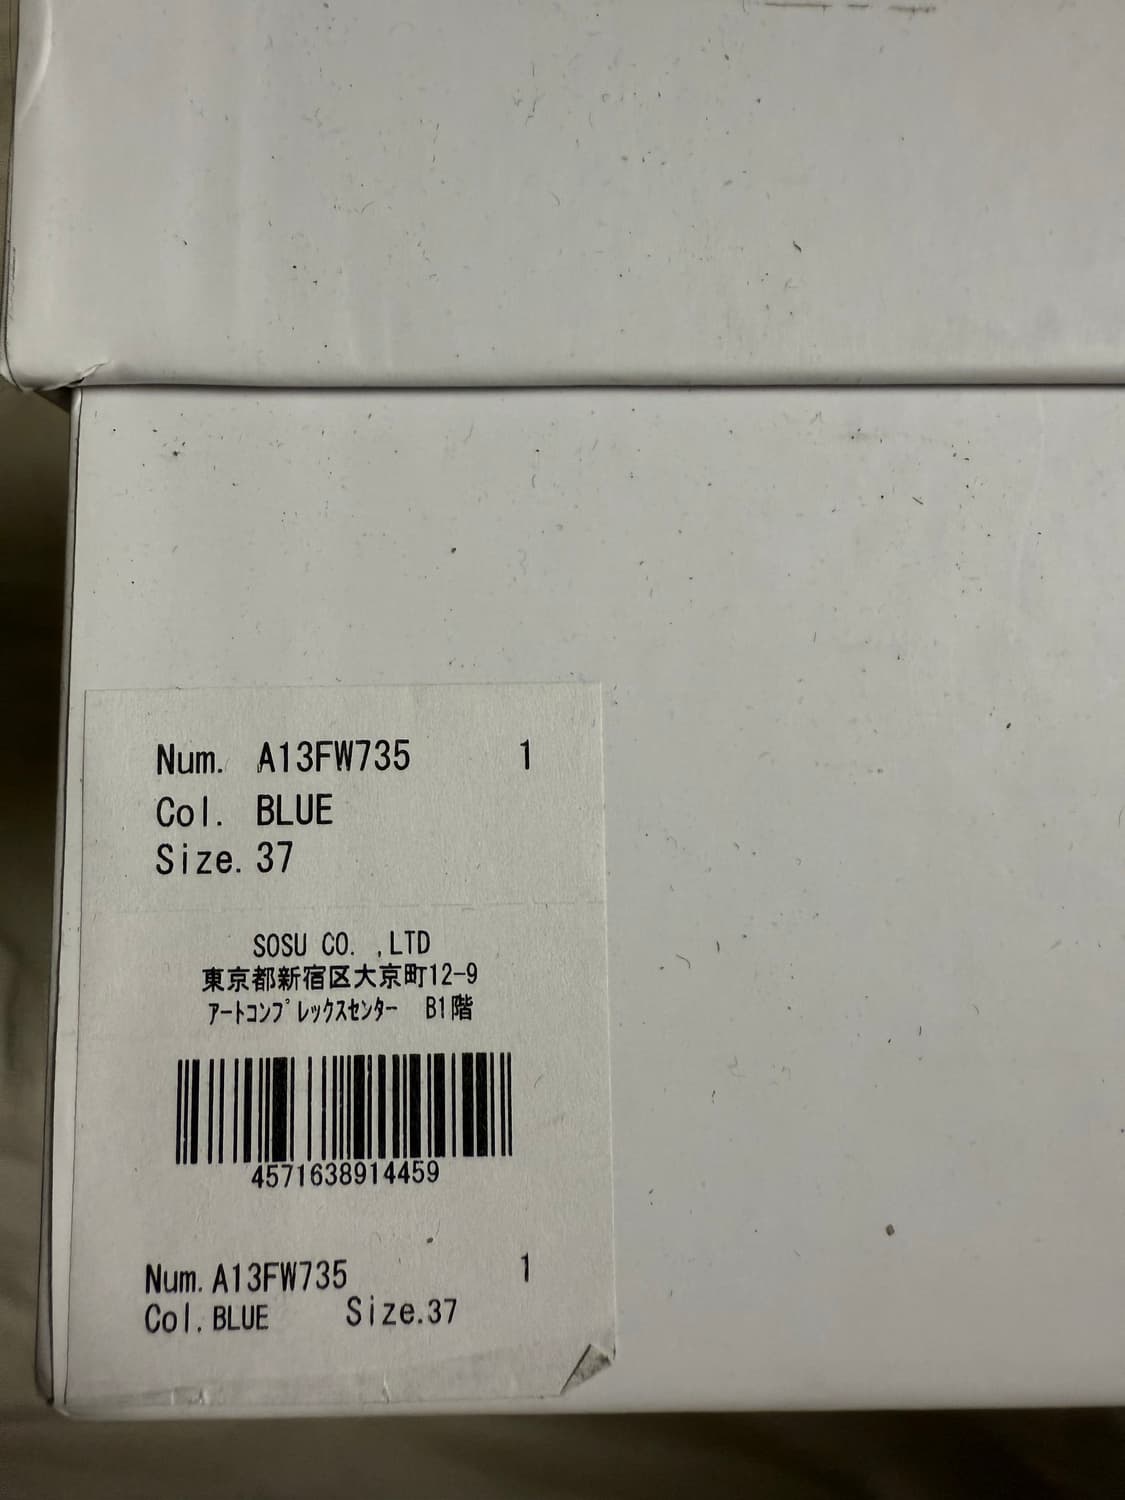 Num. A13FW735 1
Col. BLUE
Size. 37
SOSU CO. ,LTD
東京都新宿区大京町12-9
ｱｰﾄｺﾝﾌﾟﾚｯｸｽｾﾝﾀｰ B1階
4571638914459
Num. A13FW735 1
Col. BLUE Size. 37